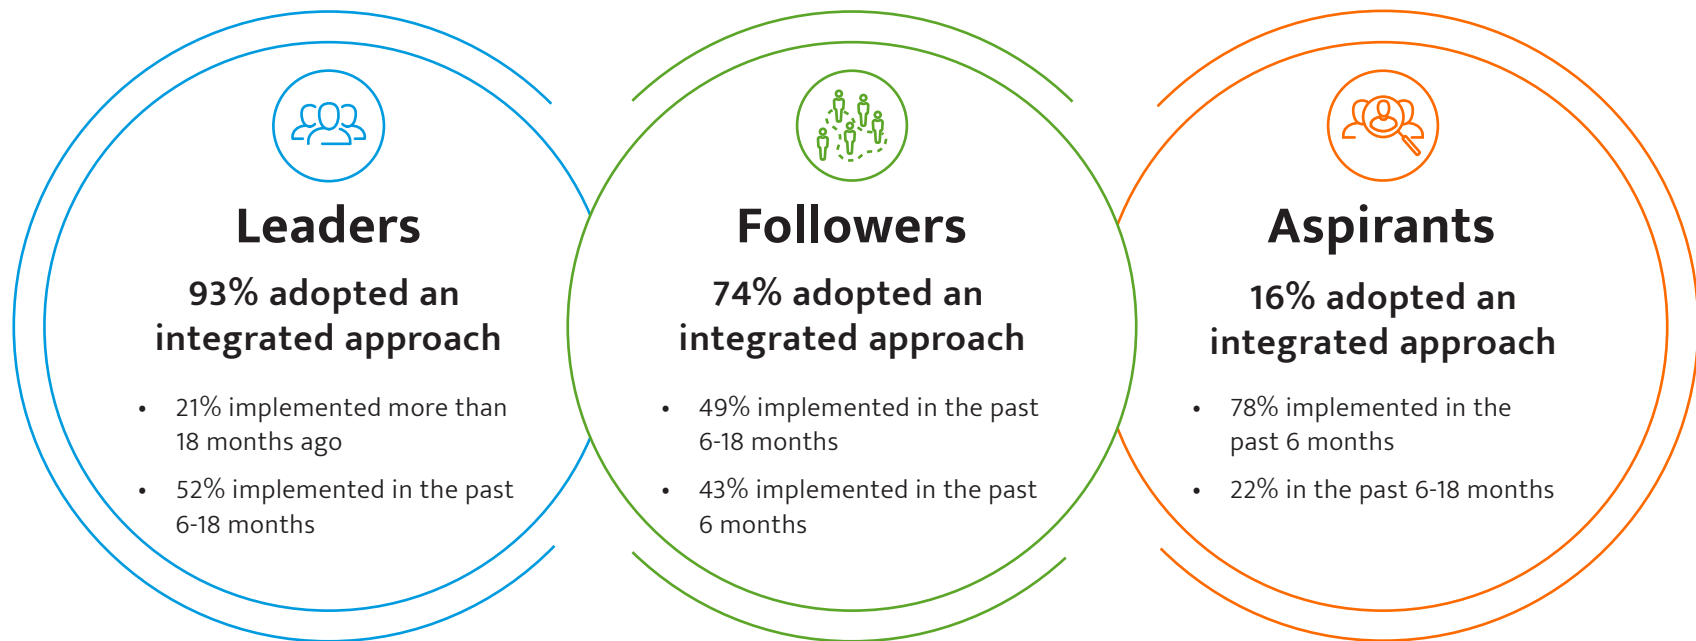 Leaders
93% adopted an
integrated approach
• 21% implemented more than
18 months ago
• 52% implemented in the past
6-18 months
Followers
74% adopted an
integrated approach
• 49% implemented in the past
6-18 months
• 43% implemented in the past
6 months
Aspirants
16% adopted an
integrated approach
• 78% implemented in the
past 6 months
• 22% in the past 6-18 months